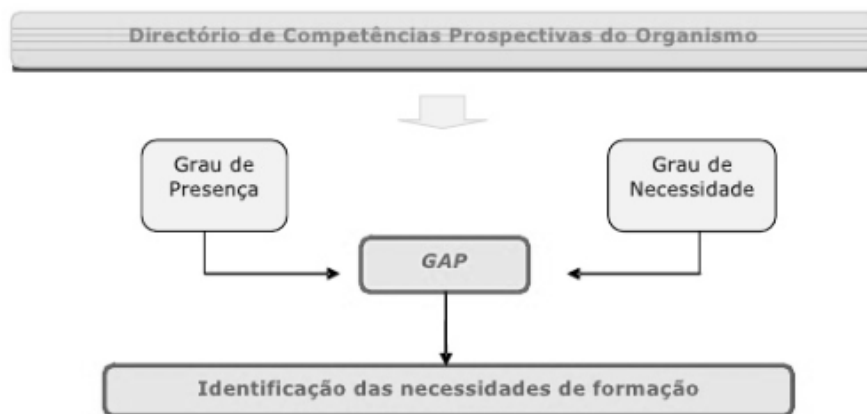 Directório de Competências Prospectivas do Organismo
Grau de
Presença
Grau de
Necessidade
GAP
Identificação das necessidades de formação